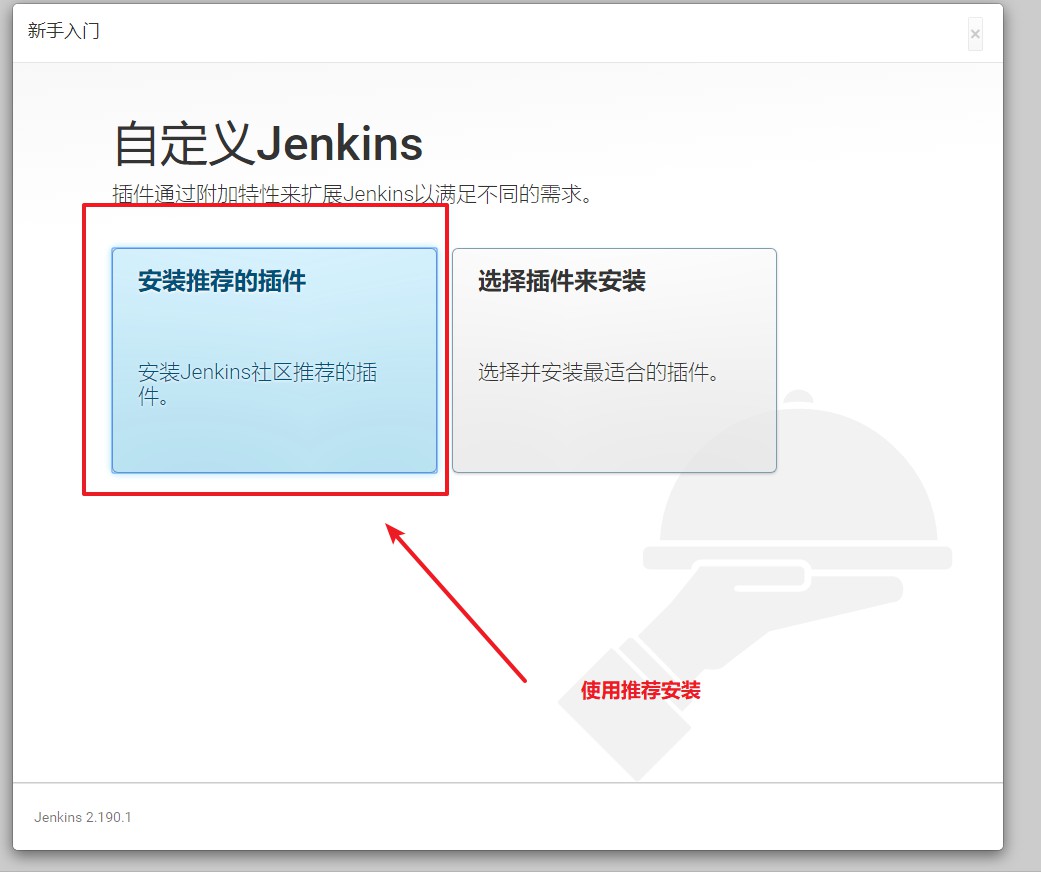 新手入门
×
自定义Jenkins
插件通过附加特性来扩展Jenkins以满足不同的需求。
安装推荐的插件
安装Jenkins社区推荐的插
件。
选择插件来安装
选择并安装最适合的插件。
使用推荐安装
Jenkins 2.190.1